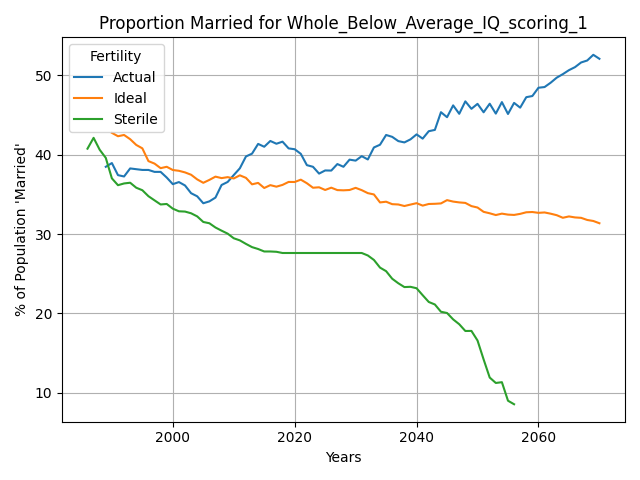 Proportion Married for Whole_Below_Average_IQ_scoring_1
% of Population 'Married'
Fertility
Actual
Ideal
Sterile
50
40
30
20
10
2000 2020 2040 2060
Years